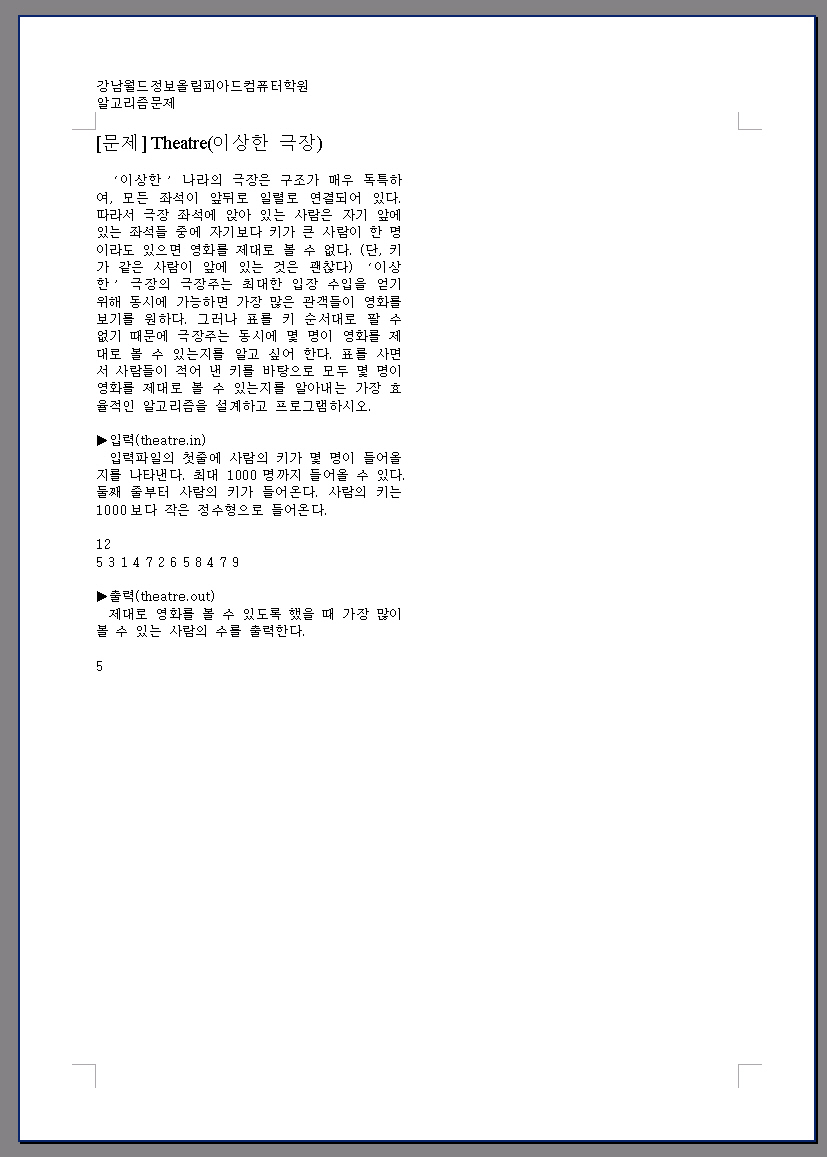 강남월드정보올림피아드컴퓨터학원
알고리즘문제
[문제] Theatre(이상한 극장)
‘이상한’ 나라의 극장은 구조가 매우 독특하
여, 모든 좌석이 앞뒤로 일렬로 연결되어 있다.
따라서 극장 좌석에 앉아 있는 사람은 자기 앞에
있는 좌석들 중에 자기보다 키가 큰 사람이 한 명
이라도 있으면 영화를 제대로 볼 수 없다. (단, 키
가 같은 사람이 앞에 있는 것은 괜찮다) ‘이상
한’ 극장의 극장주는 최대한 입장 수입을 얻기
위해 동시에 가능하면 가장 많은 관객들이 영화를
보기를 원하다. 그러나 표를 키 순서대로 팔 수
없기 때문에 극장주는 동시에 몇 명이 영화를 제
대로 볼 수 있는지를 알고 싶어 한다. 표를 사면
서 사람들이 적어 낸 키를 바탕으로 모두 몇 명이
영화를 제대로 볼 수 있는지를 알아내는 가장 효
율적인 알고리즘을 설계하고 프로그램하시오.
▶입력(theatre.in)
입력파일의 첫줄에 사람의 키가 몇 명이 들어올
지를 나타낸다. 최대 1000명까지 들어올 수 있다.
둘째 줄부터 사람의 키가 들어온다. 사람의 키는
1000보다 작은 정수형으로 들어온다.
12
5 3 1 4 7 2 6 5 8 4 7 9
▶출력(theatre.out)
제대로 영화를 볼 수 있도록 했을 때 가장 많이
볼 수 있는 사람의 수를 출력한다.
5